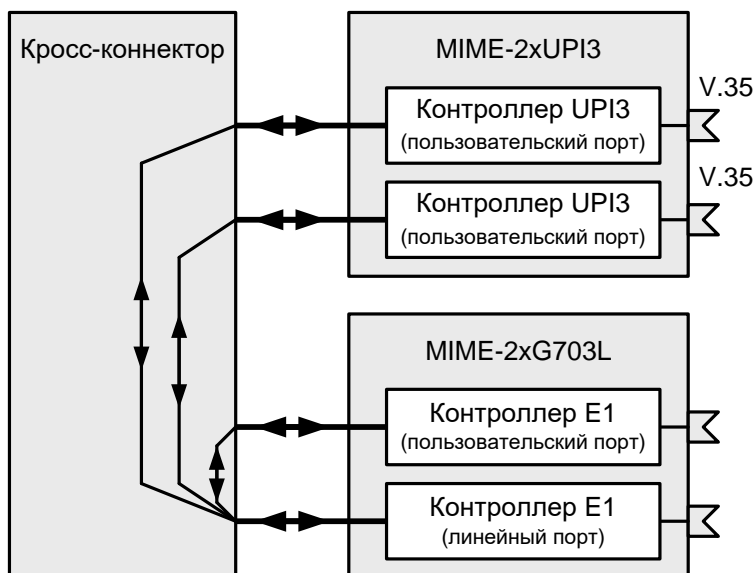 Кросс-коннектор
MIME-2xUPI3
V.35
Контроллер UPI3
(пользовательский порт)
V.35
Контроллер UPI3
(пользовательский порт)
MIME-2xG703L
Контроллер E1
(пользовательский порт)
Контроллер E1
(линейный порт)